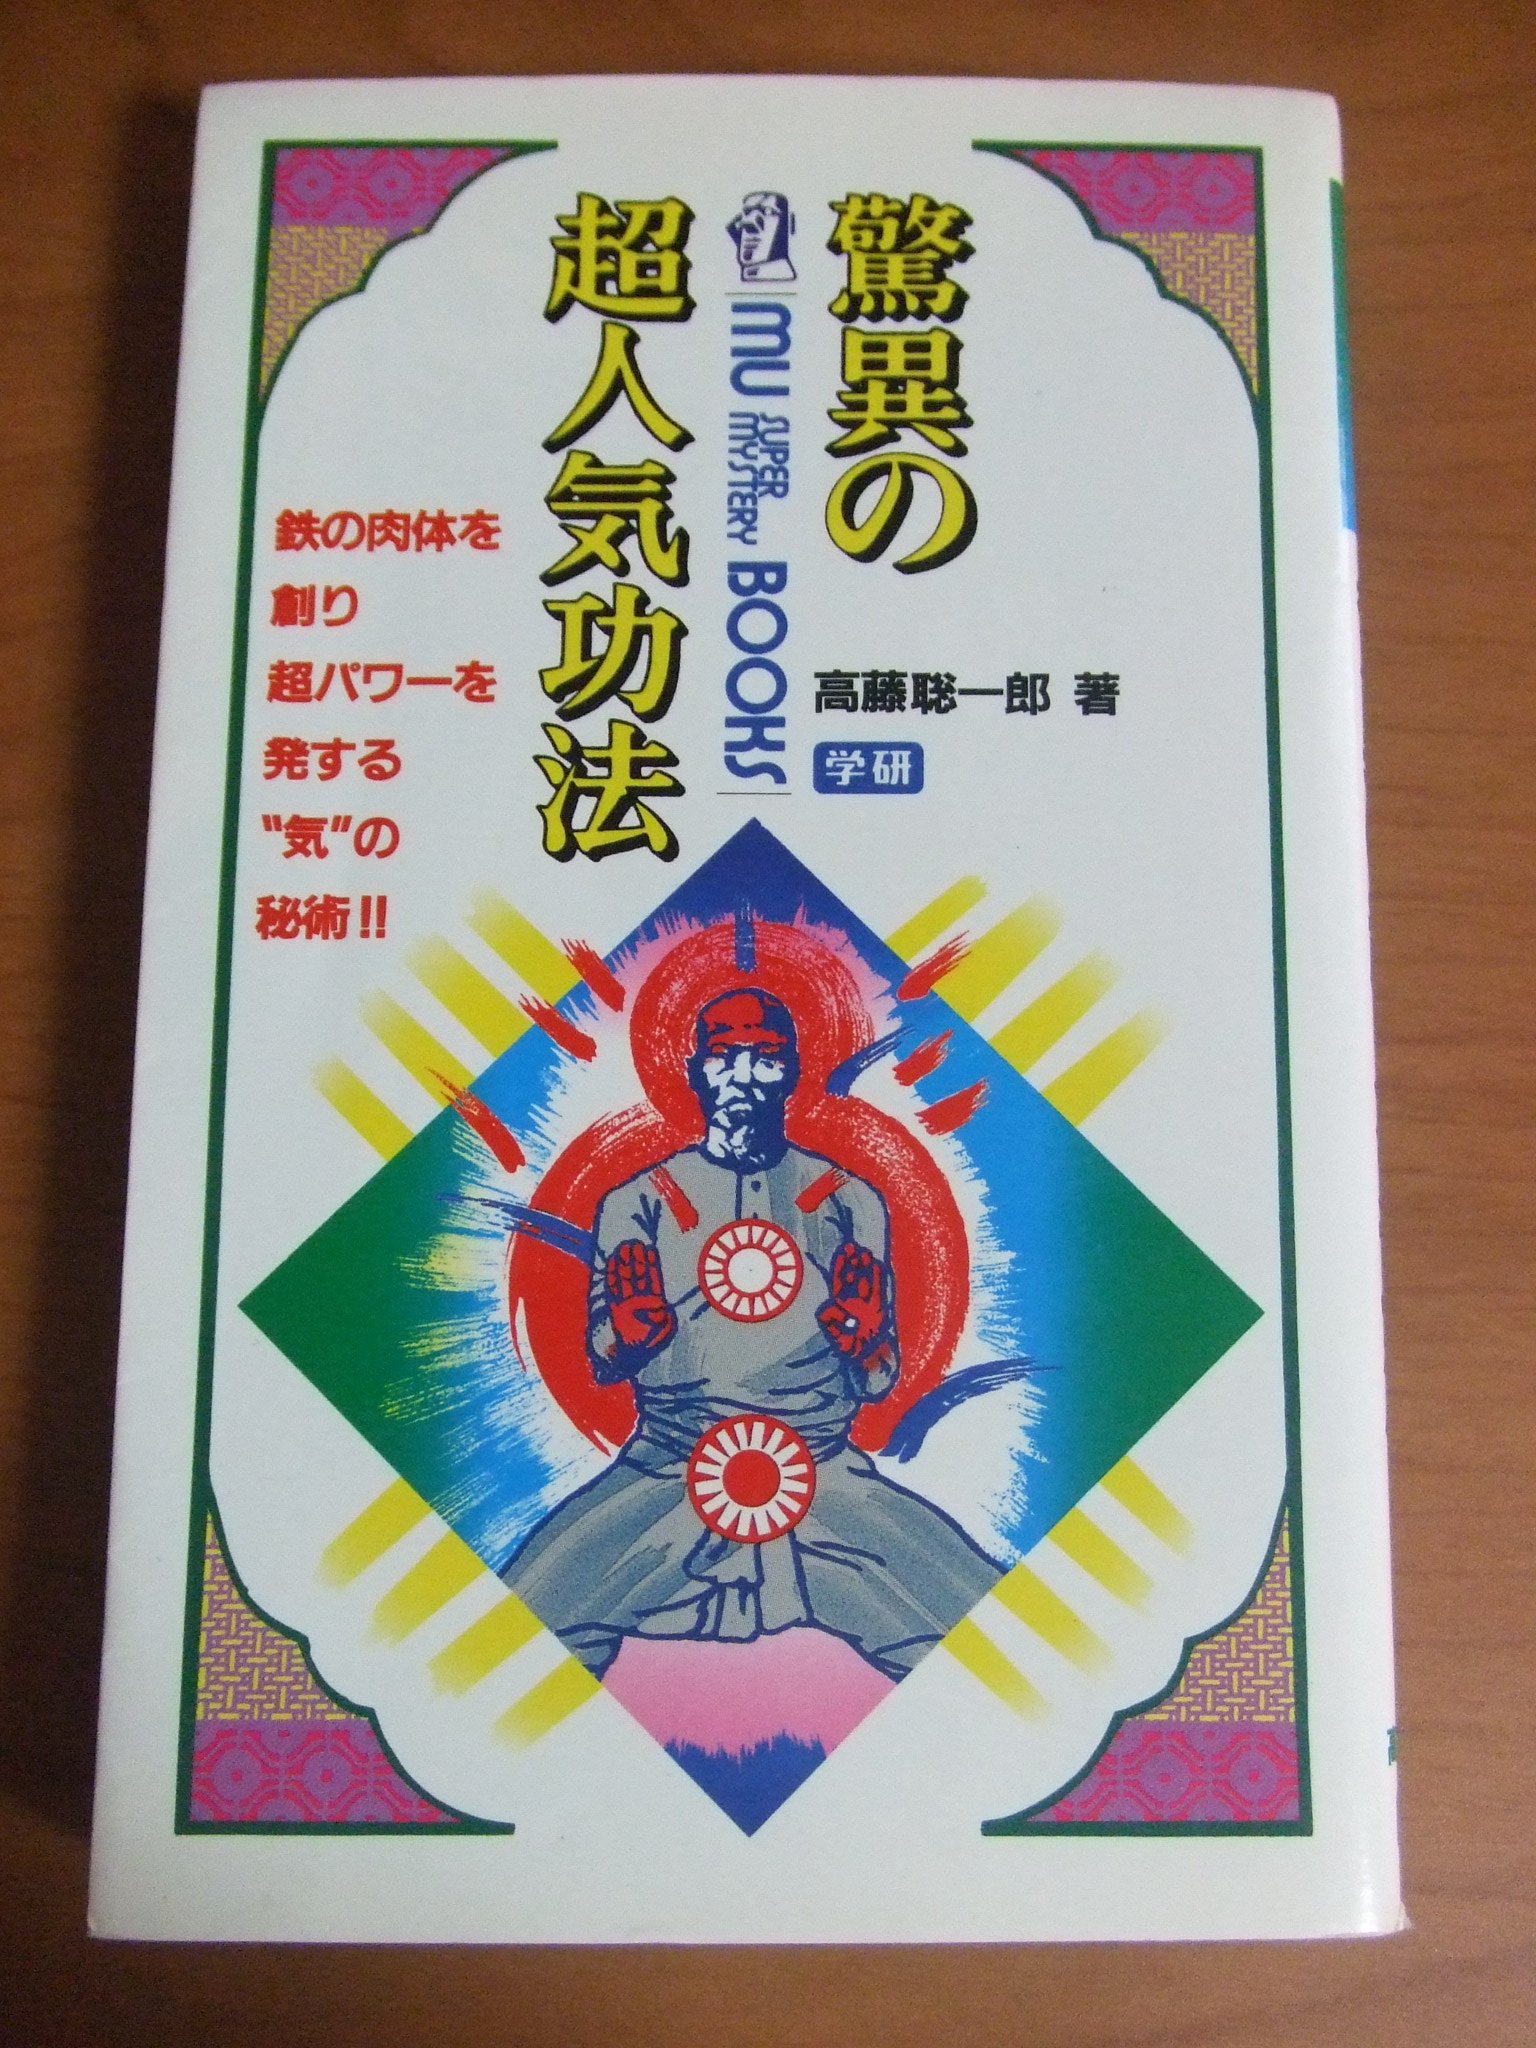 驚異の
MU SUPER MYSTERY BOOKS
超人気功法
高藤聡一郎 著
学研
鉄の肉体を
創り
超パワーを
発する
“気”の
秘術!!